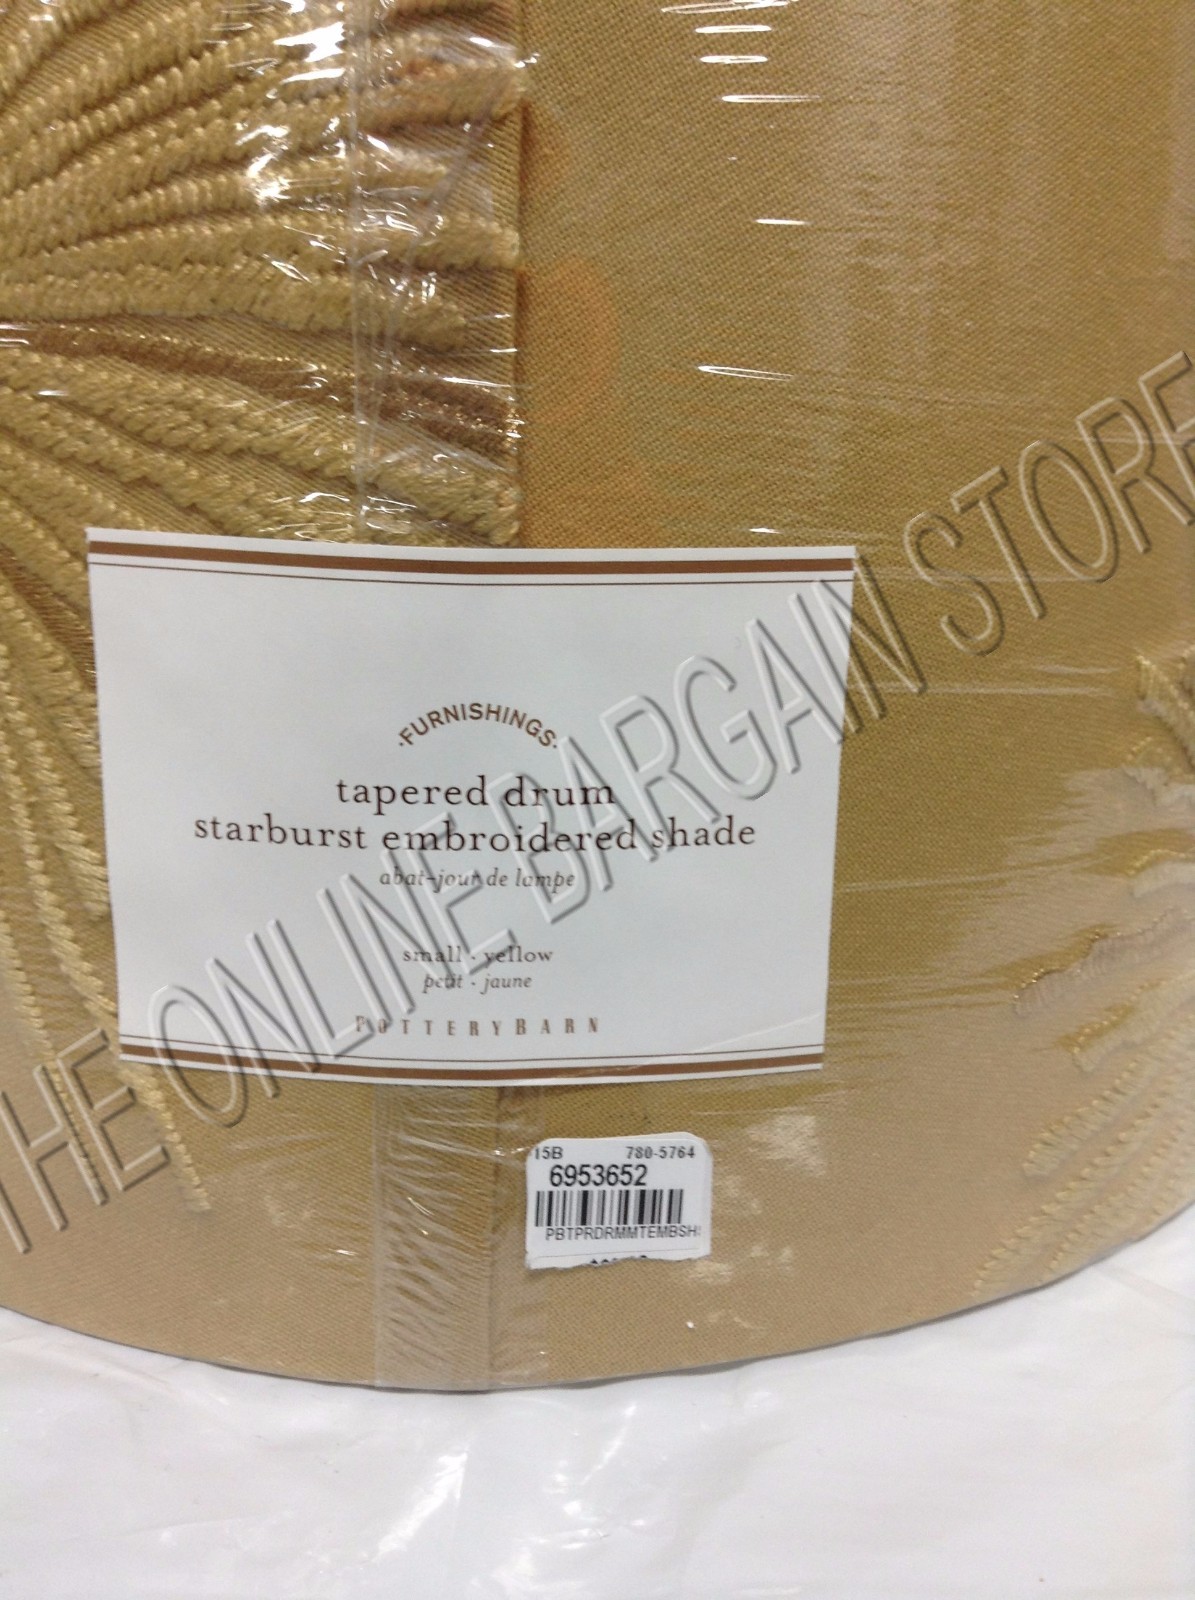 ·FURNISHINGS·
tapered drum
starburst embroidered shade
abat-jour de lampe
small · yellow
petit · jaune
POTTERYBARN
15B 780-5764
6953652
PBTPRDRMMTEMBSH
THE ONLINE BARGAIN STORE